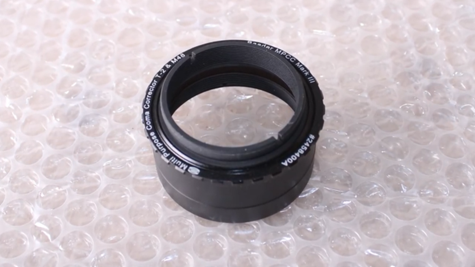 Multi Purpose Coma Corrector T-2 & M48
Baader MPCC Mark III
#2458400A